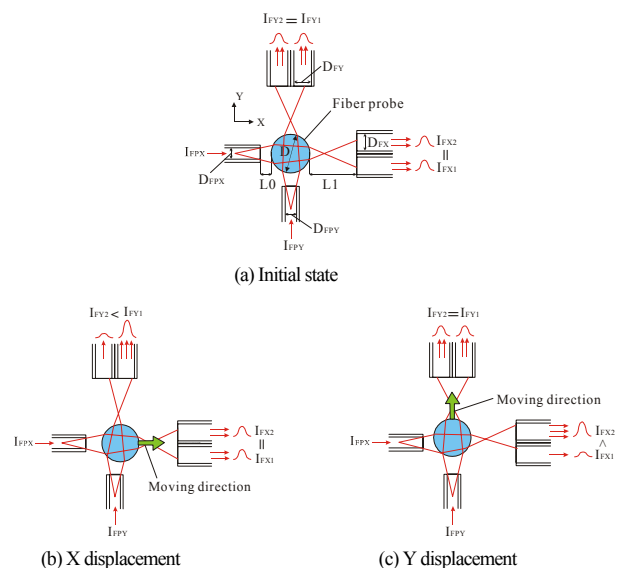 IFY2 = IFY1
DFY
Y
X
Fiber probe
D
DFX
IFX2
=
IFX1
IFPX
DFPX
L0
L1
DFPY
IFPY
(a) Initial state
IFY2 < IFY1
IFPX
IFX2
=
IFX1
Moving direction
IFPY
(b) X displacement
IFY2 = IFY1
Moving direction
IFPX
IFX2
^
IFX1
IFPY
(c) Y displacement